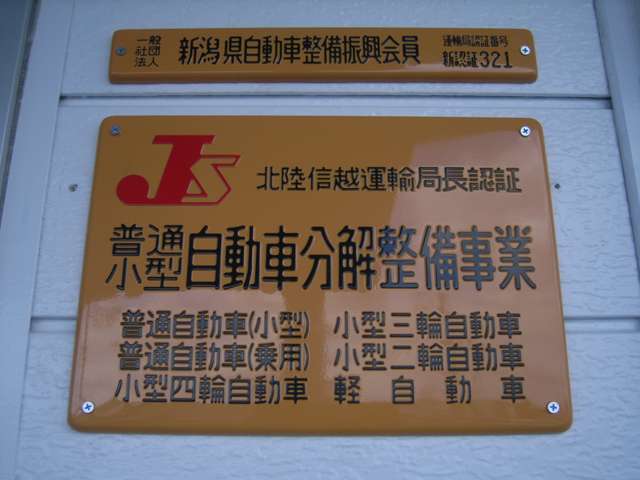 一般
社団
法人
新潟県自動車整備振興会員
運輸局認証番号
新認証321
JS
北陸信越運輸局長認証
普通
小型
自動車分解整備事業
普通自動車(小型) 小型三輪自動車
普通自動車(乗用) 小型二輪自動車
小型四輪自動車 軽自動車